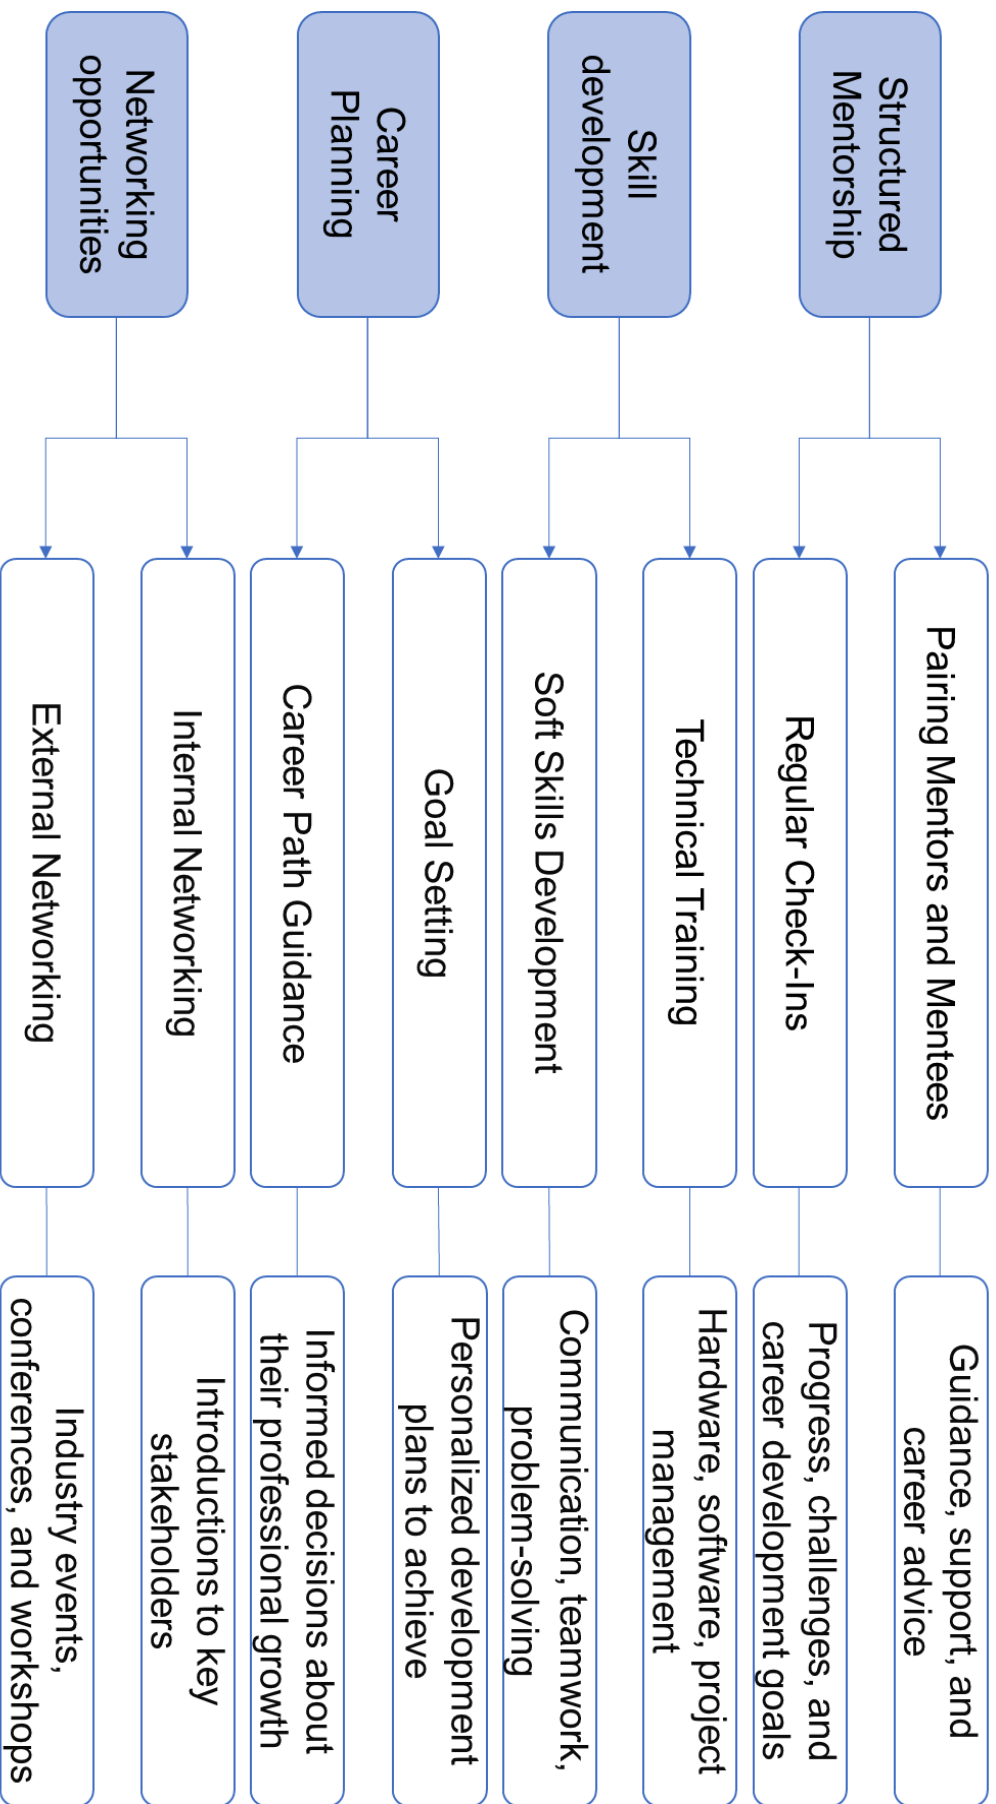 Structured
Mentorship
Pairing Mentors and Mentees
Guidance, support, and
career advice
Regular Check-Ins
Progress, challenges, and
career development goals
Skill
development
Technical Training
Hardware, software, project
management
Soft Skills Development
Communication, teamwork,
problem-solving
Career
Planning
Goal Setting
Personalized development
plans to achieve
Career Path Guidance
Informed decisions about
their professional growth
Networking
opportunities
Internal Networking
Introductions to key
stakeholders
External Networking
Industry events,
conferences, and workshops